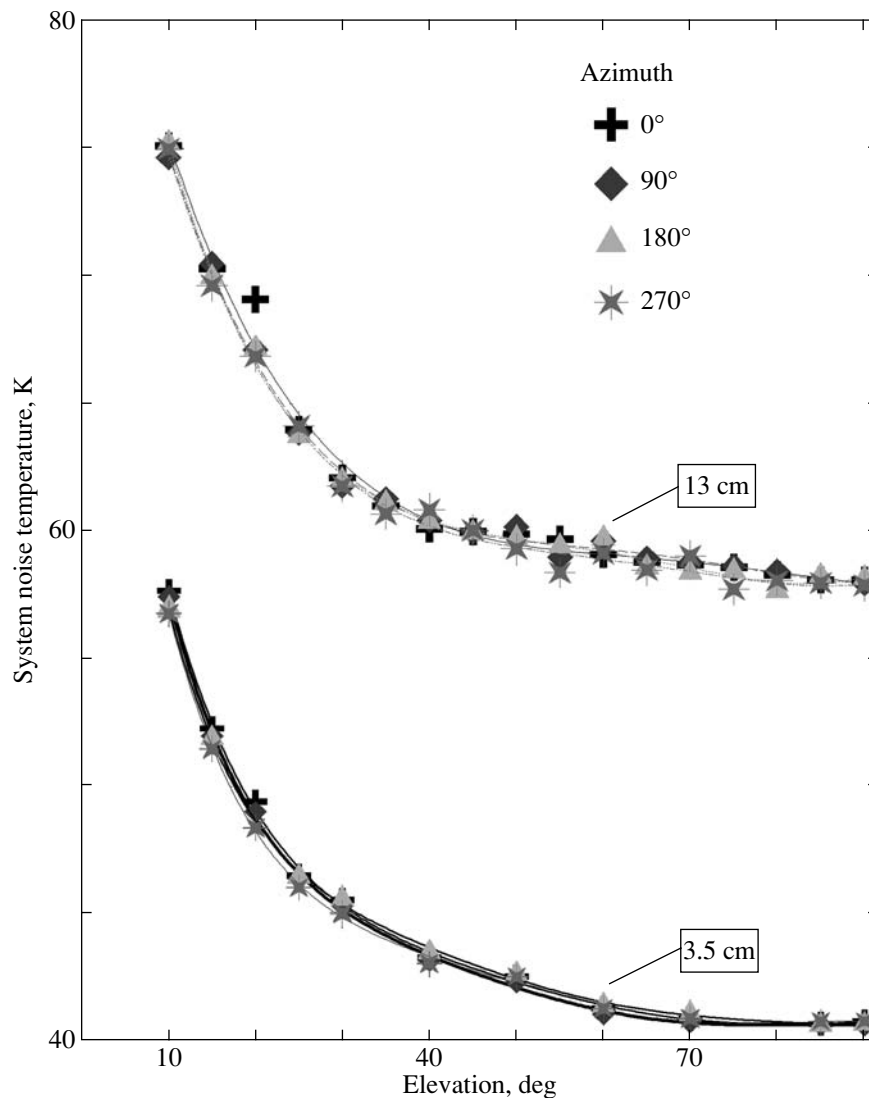 80
Azimuth
0°
90°
180°
270°
System noise temperature, K
13 cm
60
3.5 cm
40
10 40 70
Elevation, deg